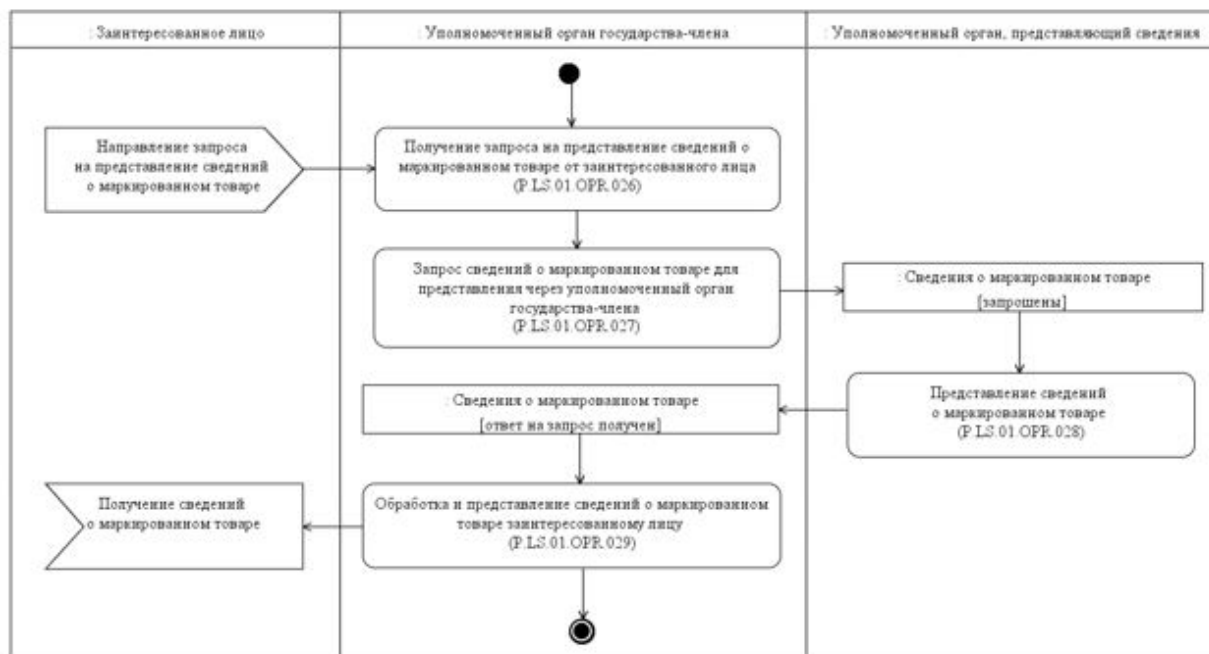 : Заинтересованное лицо
: Уполномоченный орган государства-члена
: Уполномоченный орган, представляющий сведения
Направление запроса
на представление сведений
о маркированном товаре
Получение запроса на представление сведений о
маркированном товаре от заинтересованного лица
(P.LS.01.OPR.026)
Запрос сведений о маркированном товаре для
представления через уполномоченный орган
государства-члена
(P.LS.01.OPR.027)
: Сведения о маркированном товаре
[запрошены]
Представление сведений
о маркированном товаре
(P.LS.01.OPR.028)
: Сведения о маркированном товаре
[ответ на запрос получен]
Обработка и представление сведений о маркированном
товаре заинтересованному лицу
(P.LS.01.OPR.029)
Получение сведений
о маркированном товаре